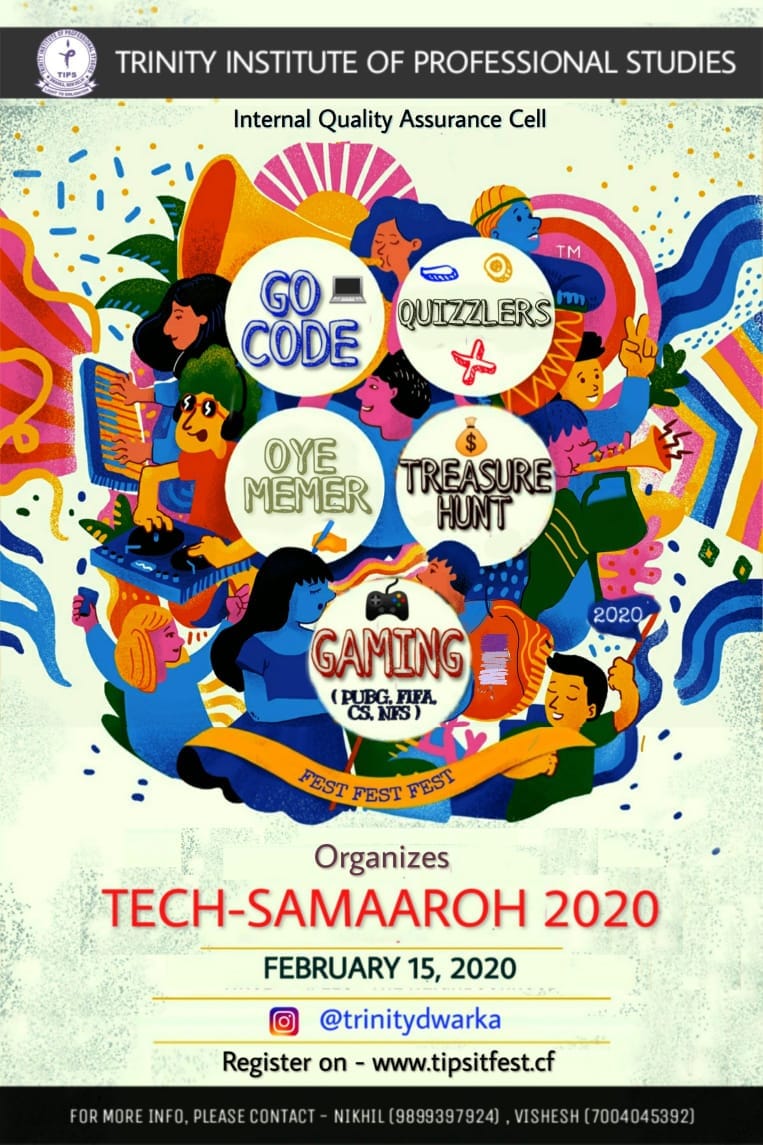 TRINITY INSTITUTE OF PROFESSIONAL STUDIES
TIPS
Internal Quality Assurance Cell
TM
GO
CODE
QUIZZLERS
OYE
MEMER
$
TREASURE
HUNT
2020
GAMING
( PUBG, FIFA,
CS, NFS )
FEST FEST FEST
Organizes
TECH-SAMAAROH 2020
FEBRUARY 15, 2020
@trinitydwarka
Register on - www.tipsitfest.cf
FOR MORE INFO, PLEASE CONTACT - NIKHIL (9899397924) , VISHESH (7004045392)